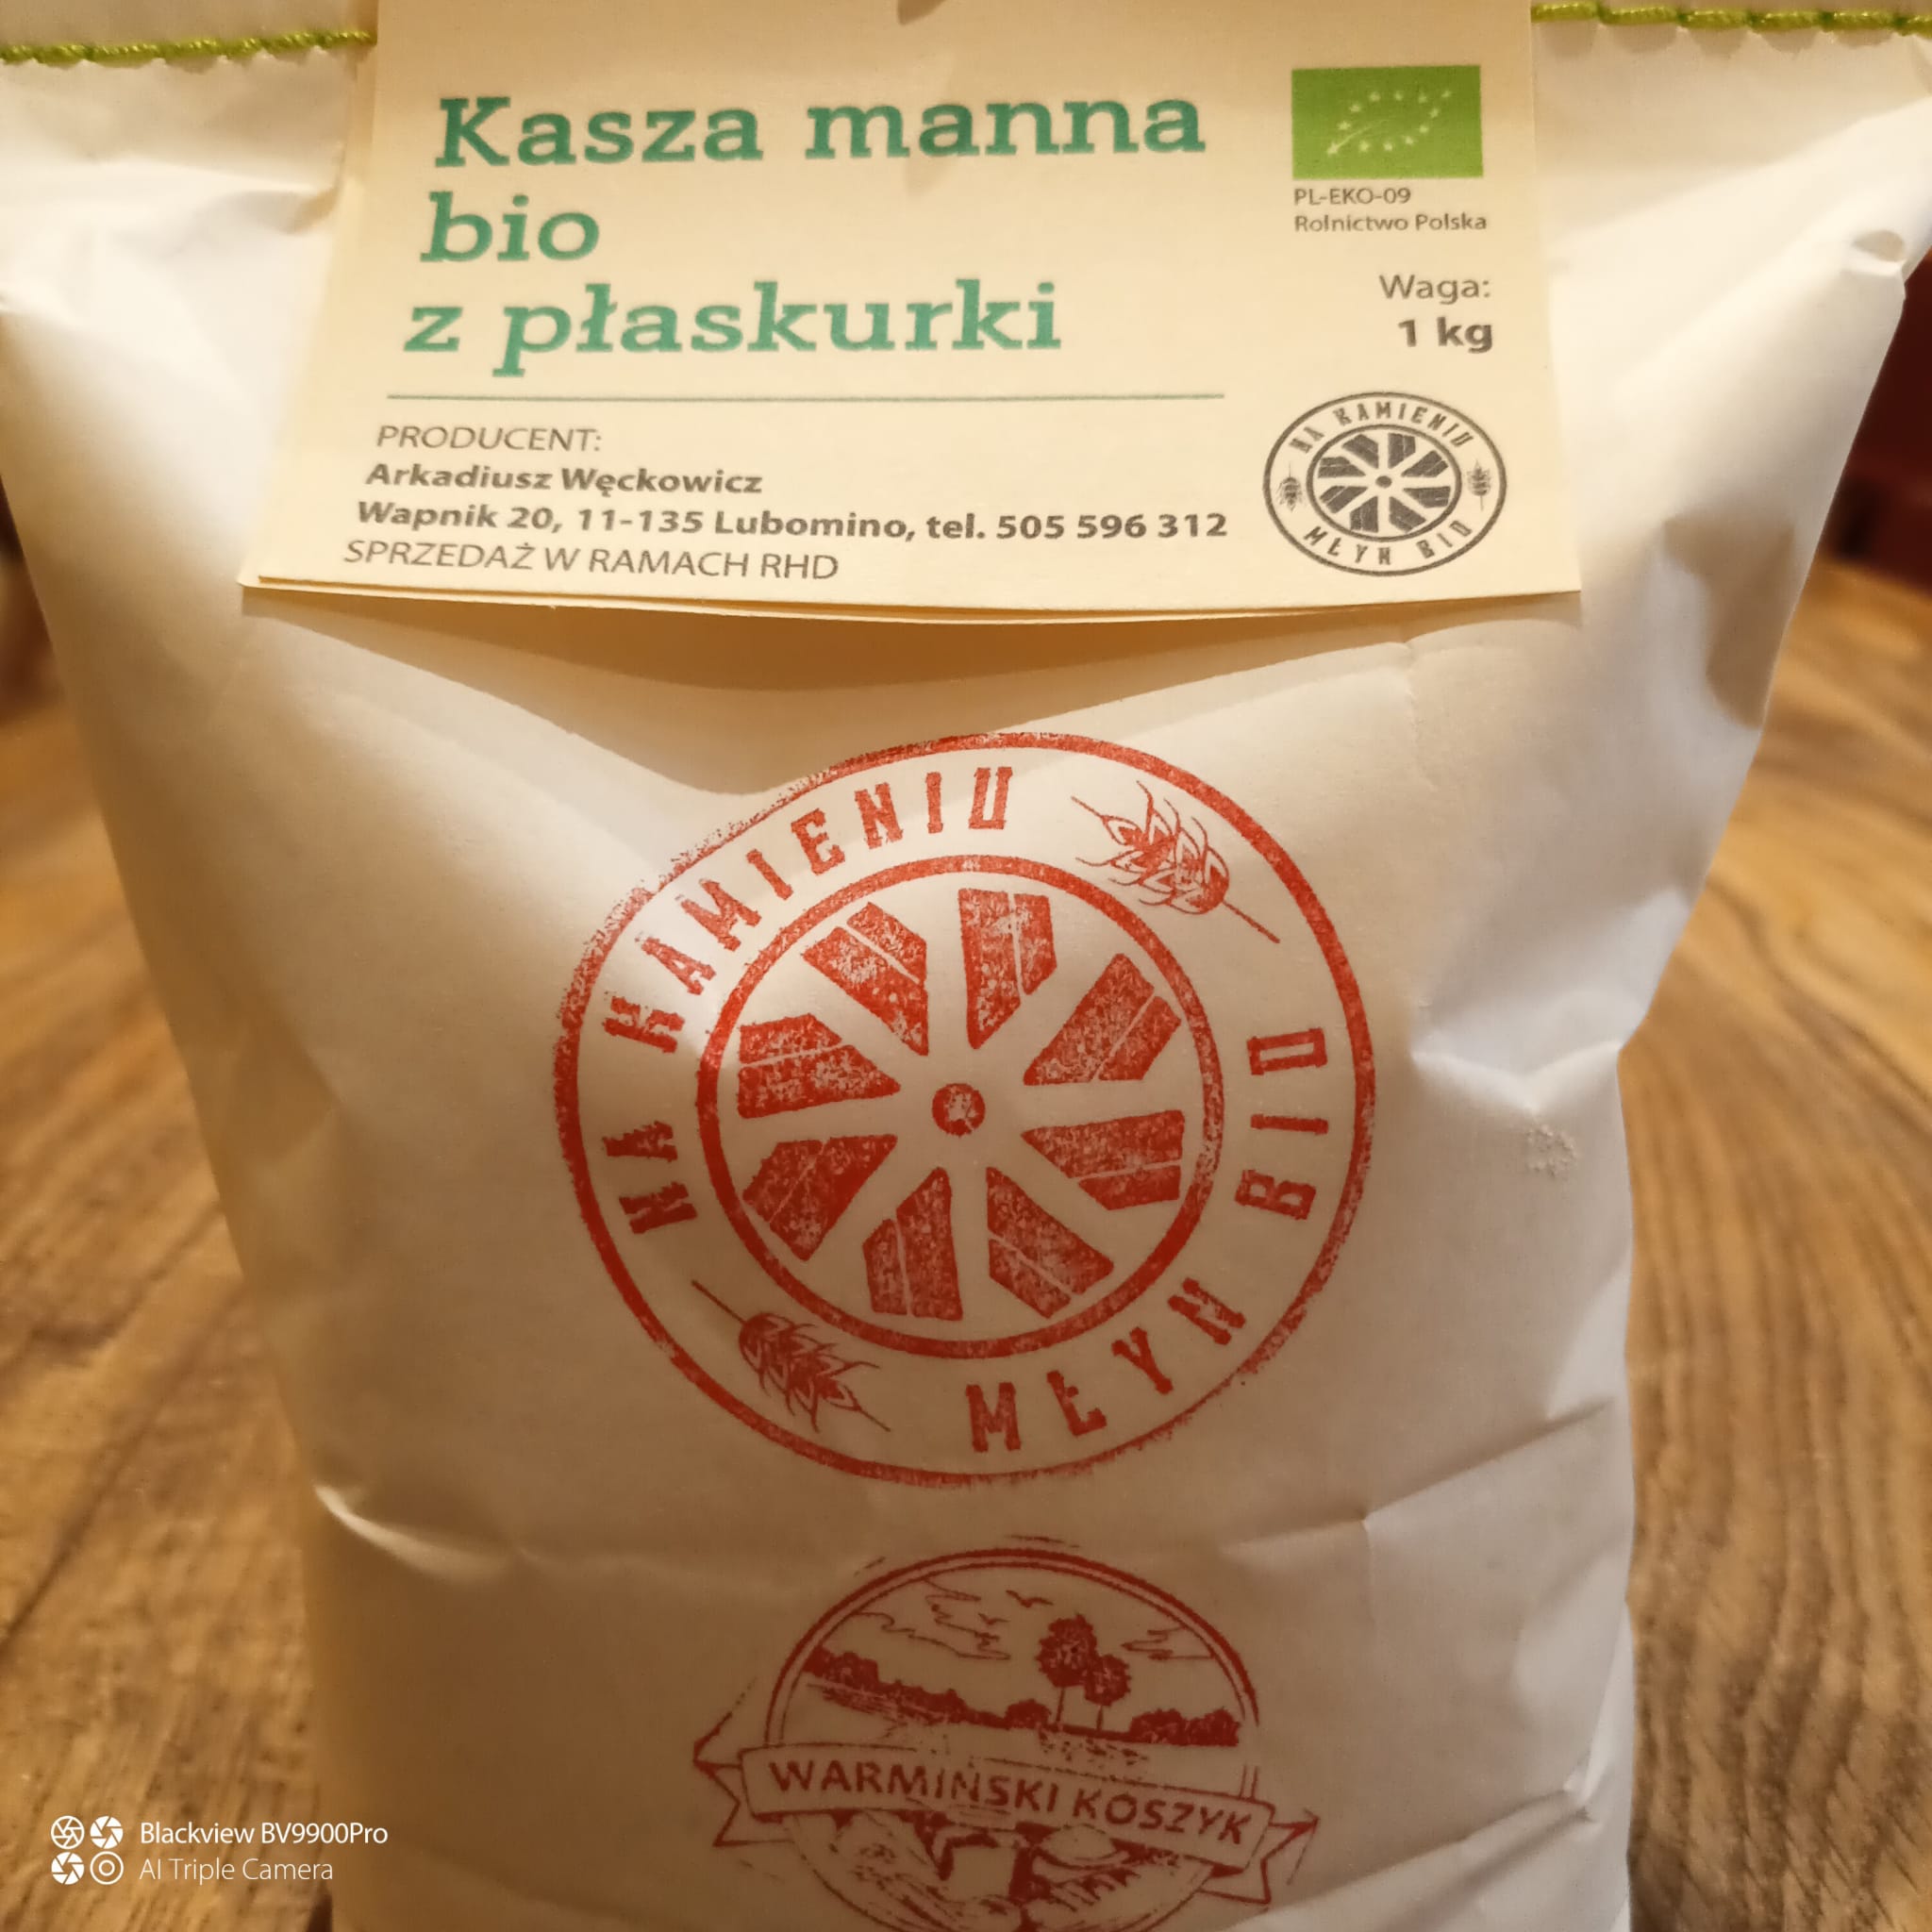 Kasza manna
bio
z płaskurki
PL-EKO-09
Rolnictwo Polska
Waga:
1 kg
PRODUCENT:
Arkadiusz Węckowicz
Wapnik 20, 11-135 Lubomino, tel. 505 596 312
SPRZEDAŻ W RAMACH RHD
NA KAMIENIU
MŁYN BIO
NA KAMIENIU
MŁYN BIO
WARMIŃSKI KOSZYK
Blackview BV9900Pro
AI Triple Camera